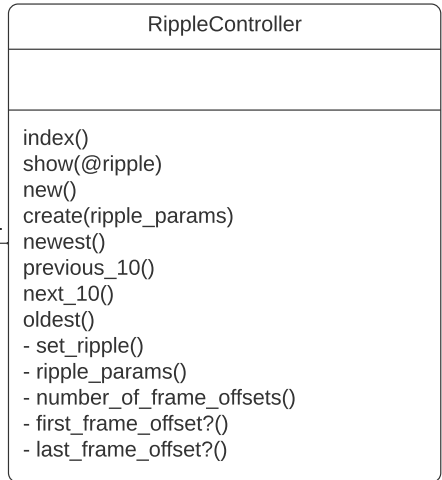 RippleController
index()
show(@ripple)
new()
create(ripple_params)
newest()
previous_10()
next_10()
oldest()
- set_ripple()
- ripple_params()
- number_of_frame_offsets()
- first_frame_offset?()
- last_frame_offset?()